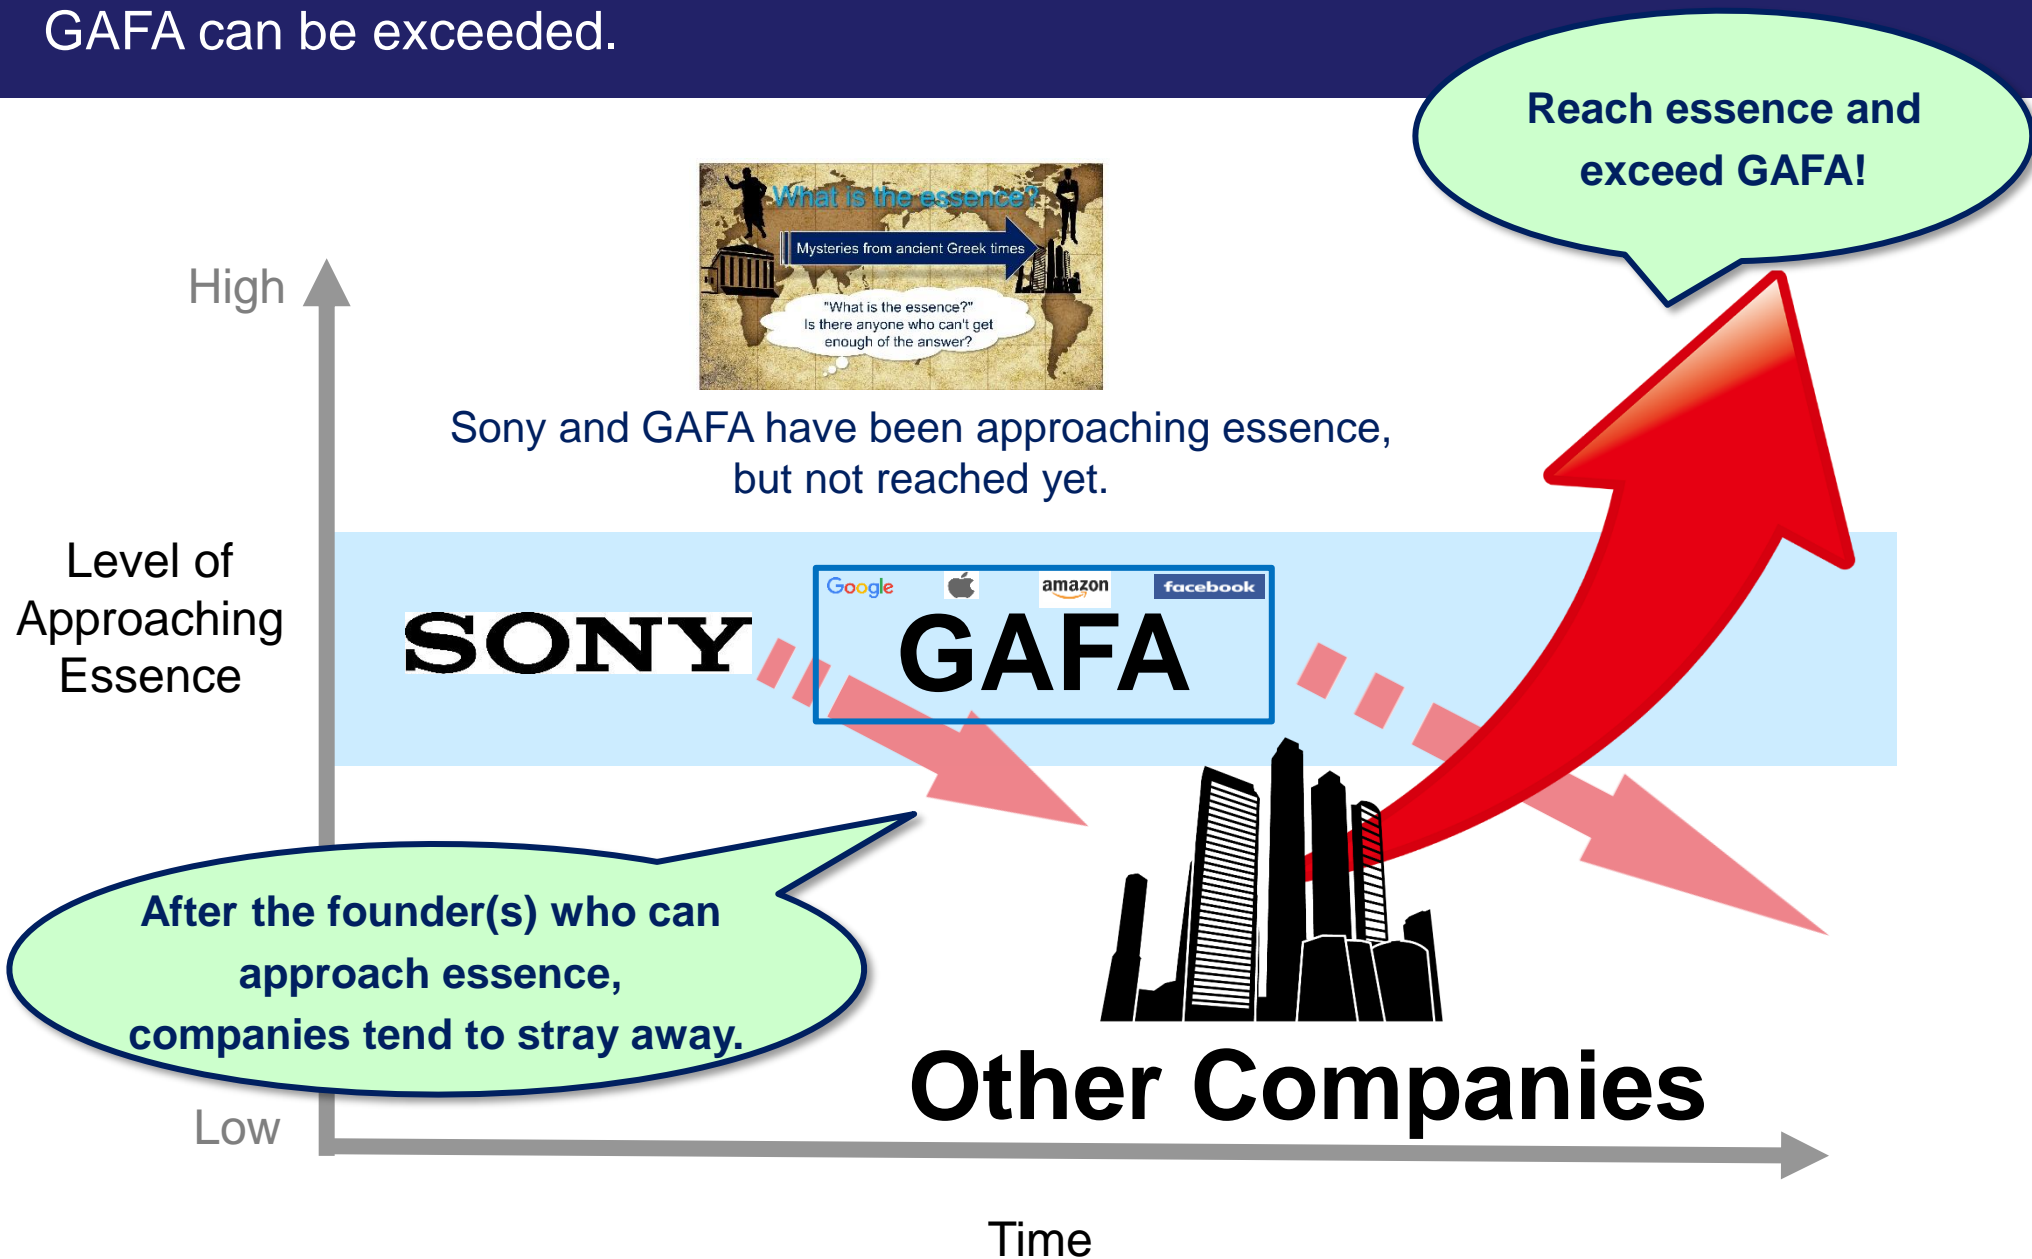 GAFA can be exceeded.
Reach essence and
exceed GAFA!
What is the essence?
Mysteries from ancient Greek times
"What is the essence?"
Is there anyone who can't get
enough of the answer?
High
Sony and GAFA have been approaching essence,
but not reached yet.
Level of
Approaching
Essence
SONY
Google
amazon
facebook
GAFA
After the founder(s) who can
approach essence,
companies tend to stray away.
Other Companies
Low
Time